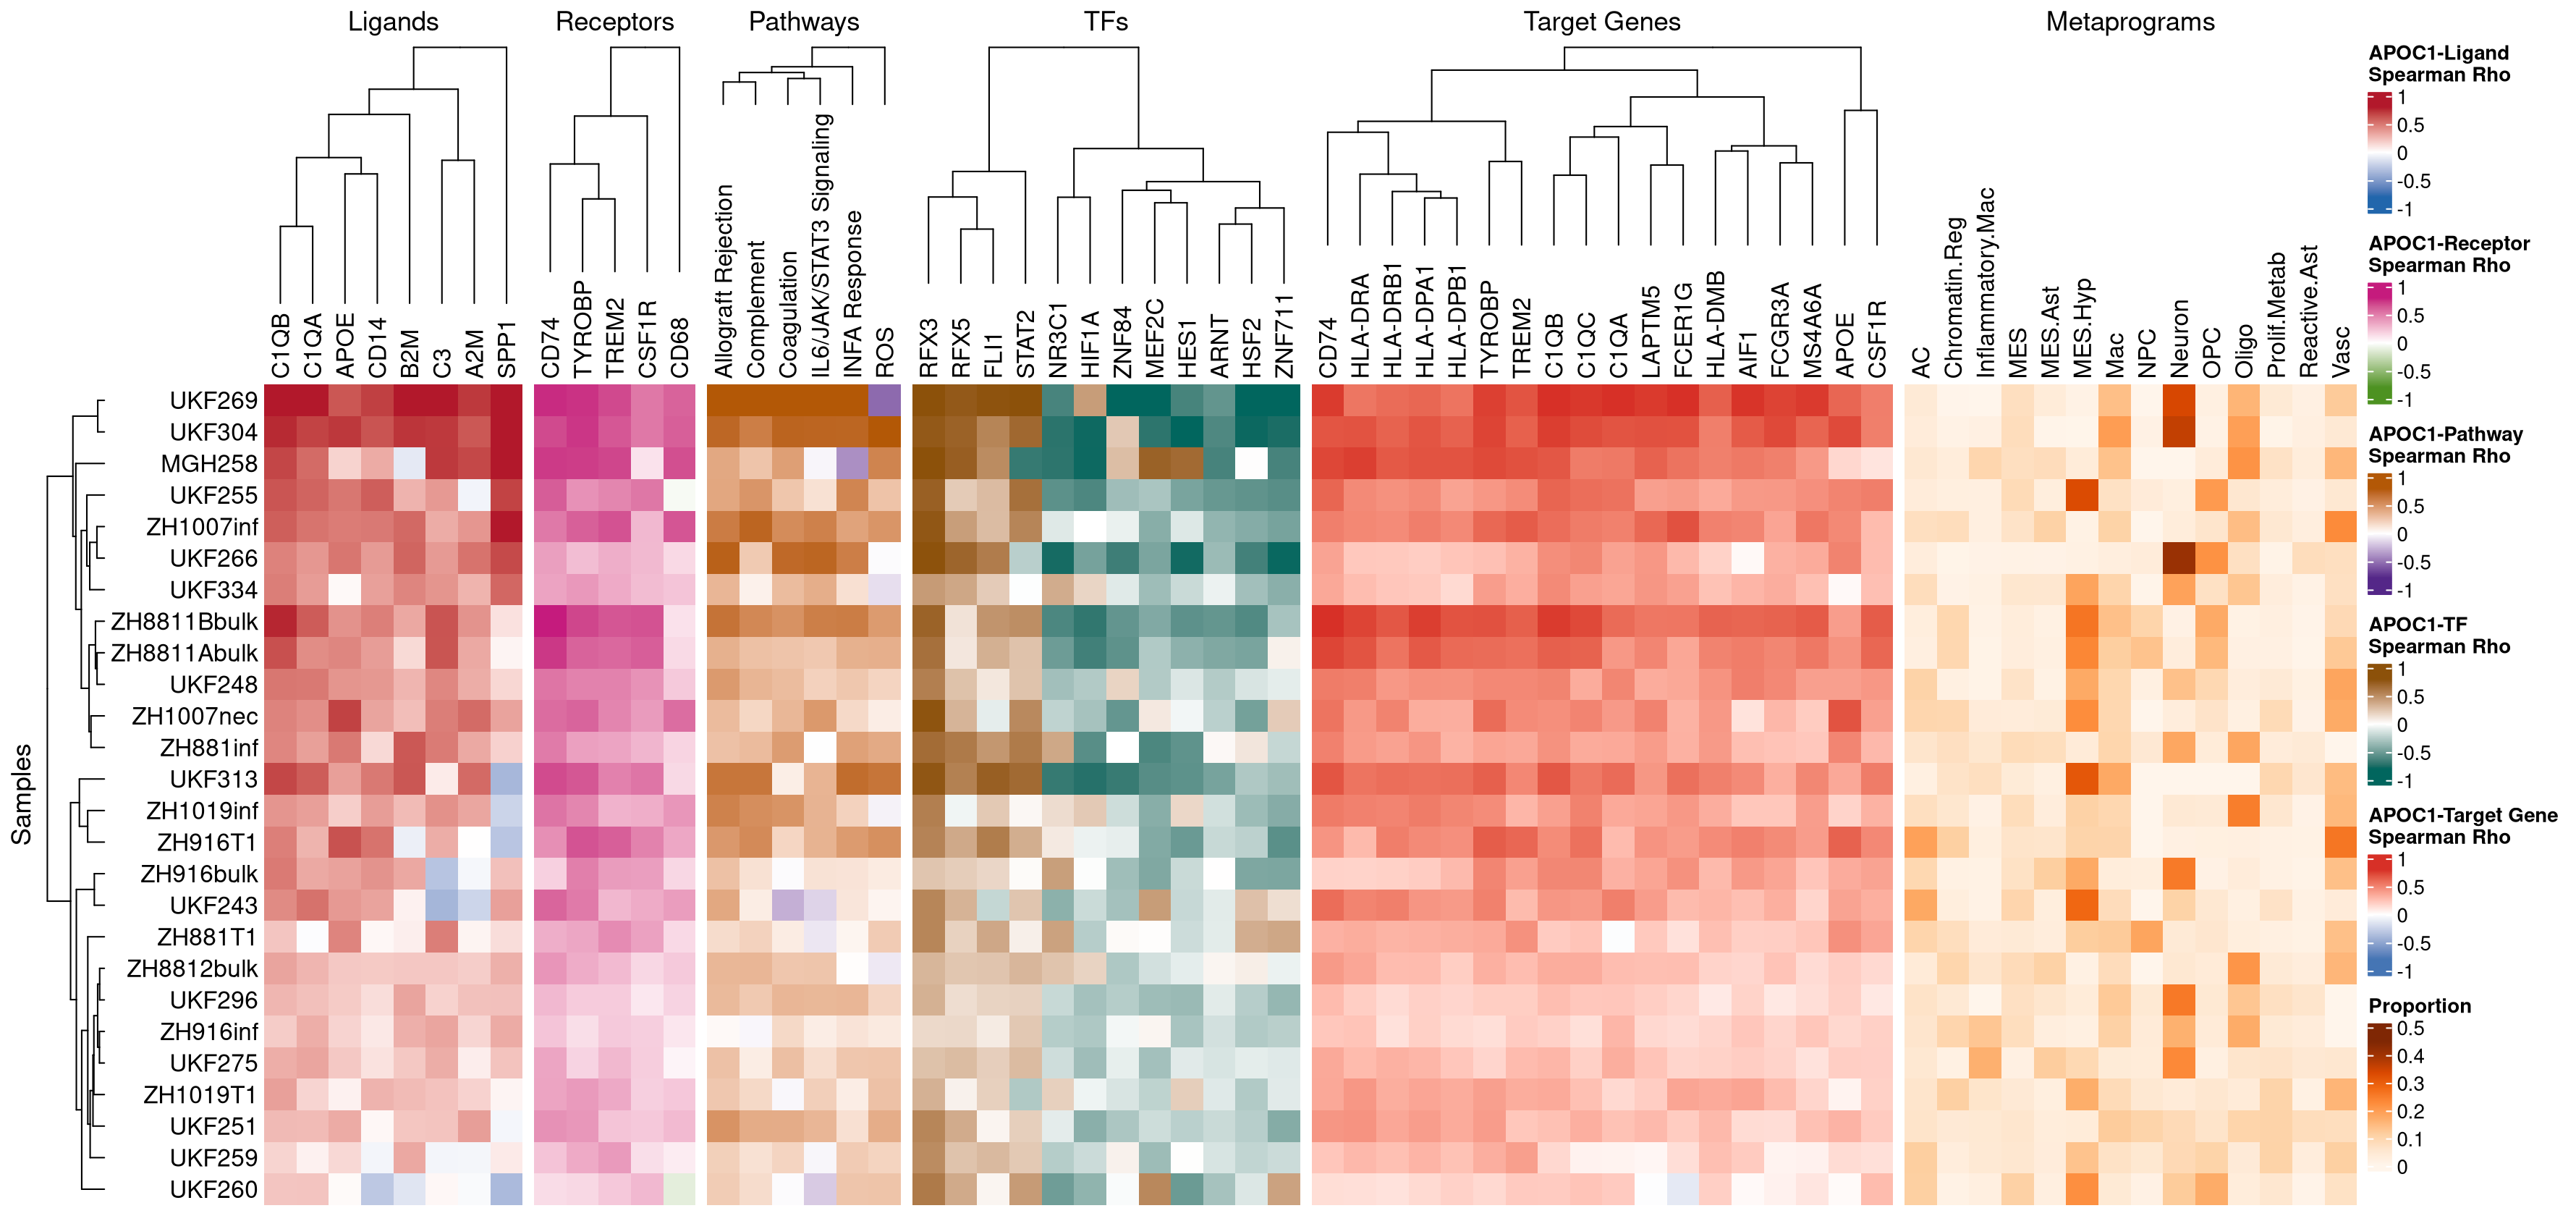 Ligands
Receptors
Pathways
TFs
Target Genes
Metaprograms
C1QB
C1QA
APOE
CD14
B2M
C3
A2M
SPP1
CD74
TYROBP
TREM2
CSF1R
CD68
Allograft Rejection
Complement
Coagulation
IL6/JAK/STAT3 Signaling
INFA Response
ROS
RFX3
RFX5
FLI1
STAT2
NR3C1
HIF1A
ZNF84
MEF2C
HES1
ARNT
HSF2
ZNF711
CD74
HLA-DRA
HLA-DRB1
HLA-DPA1
HLA-DPB1
TYROBP
TREM2
C1QB
C1QC
C1QA
LAPTM5
FCER1G
HLA-DMB
AIF1
FCGR3A
MS4A6A
APOE
CSF1R
AC
Chromatin.Reg
Inflammatory.Mac
MES
MES.Ast
MES.Hyp
Mac
NPC
Neuron
OPC
Oligo
Prolif.Metab
Reactive.Ast
Vasc
Samples
UKF269
UKF304
MGH258
UKF255
ZH1007inf
UKF266
UKF334
ZH8811Bbulk
ZH8811Abulk
UKF248
ZH1007nec
ZH881inf
UKF313
ZH1019inf
ZH916T1
ZH916bulk
UKF243
ZH881T1
ZH8812bulk
UKF296
ZH916inf
UKF275
ZH1019T1
UKF251
UKF259
UKF260
APOC1-Ligand
Spearman Rho
1
0.5
0
-0.5
-1
APOC1-Receptor
Spearman Rho
1
0.5
0
-0.5
-1
APOC1-Pathway
Spearman Rho
1
0.5
0
-0.5
-1
APOC1-TF
Spearman Rho
1
0.5
0
-0.5
-1
APOC1-Target Gene
Spearman Rho
1
0.5
0
-0.5
-1
Proportion
0.5
0.4
0.3
0.2
0.1
0